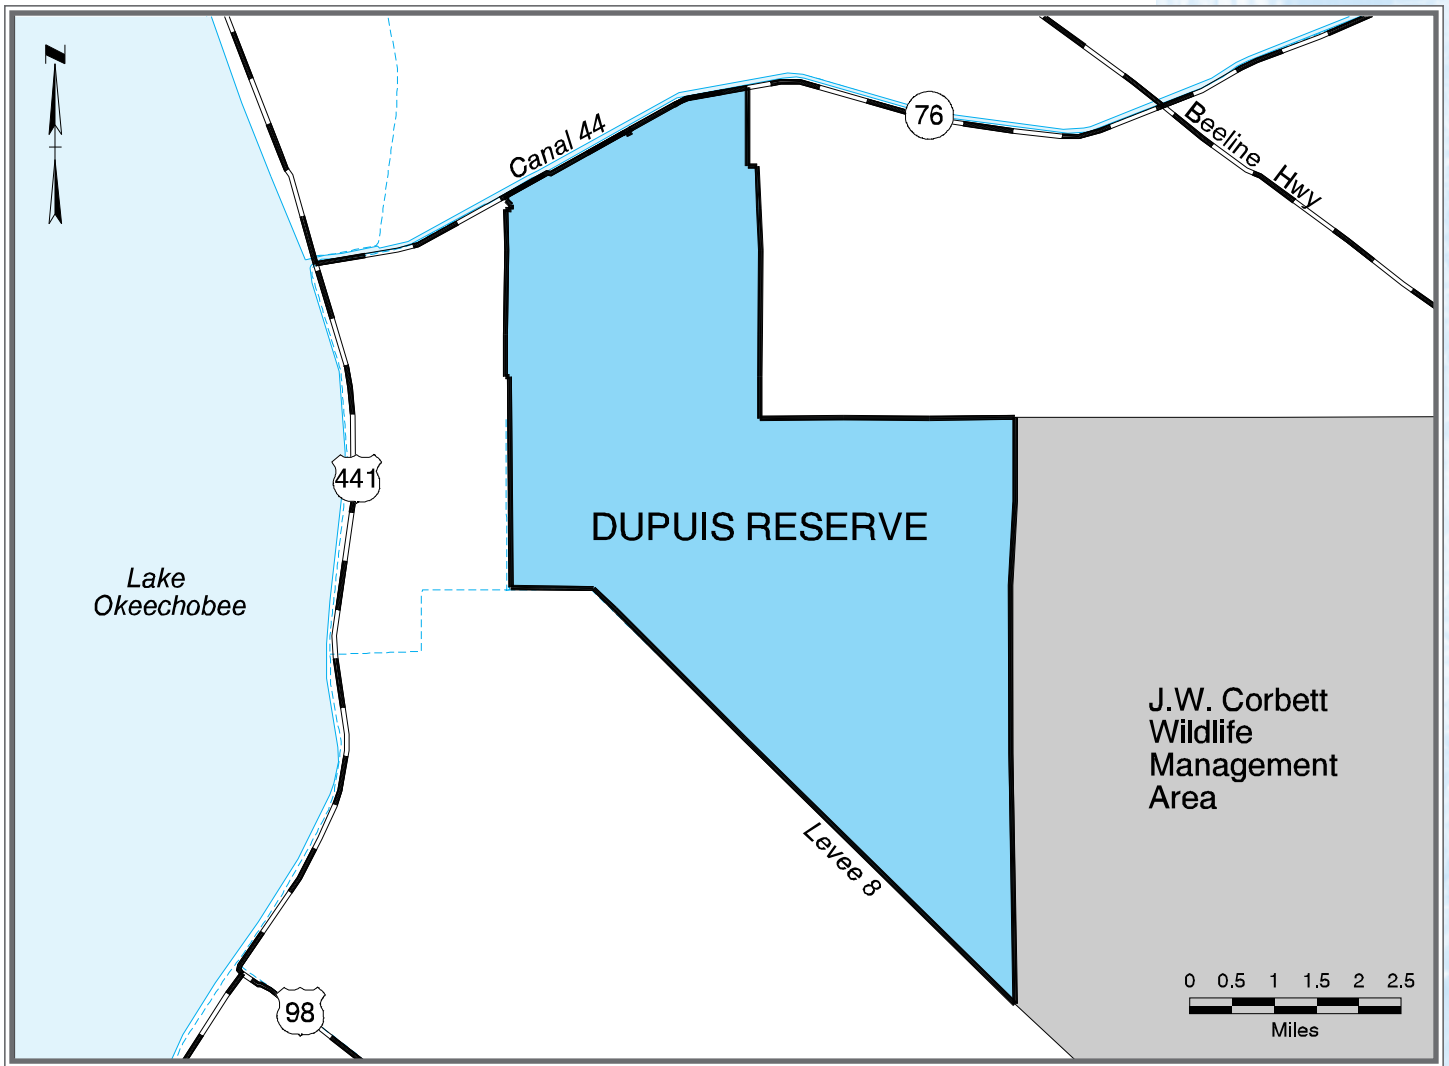 N
Canal 44
76
Beeline Hwy
441
DUPUIS RESERVE
Lake
Okeechobee
J.W. Corbett
Wildlife
Management
Area
Levee 8
0 0.5 1 1.5 2 2.5
Miles
98